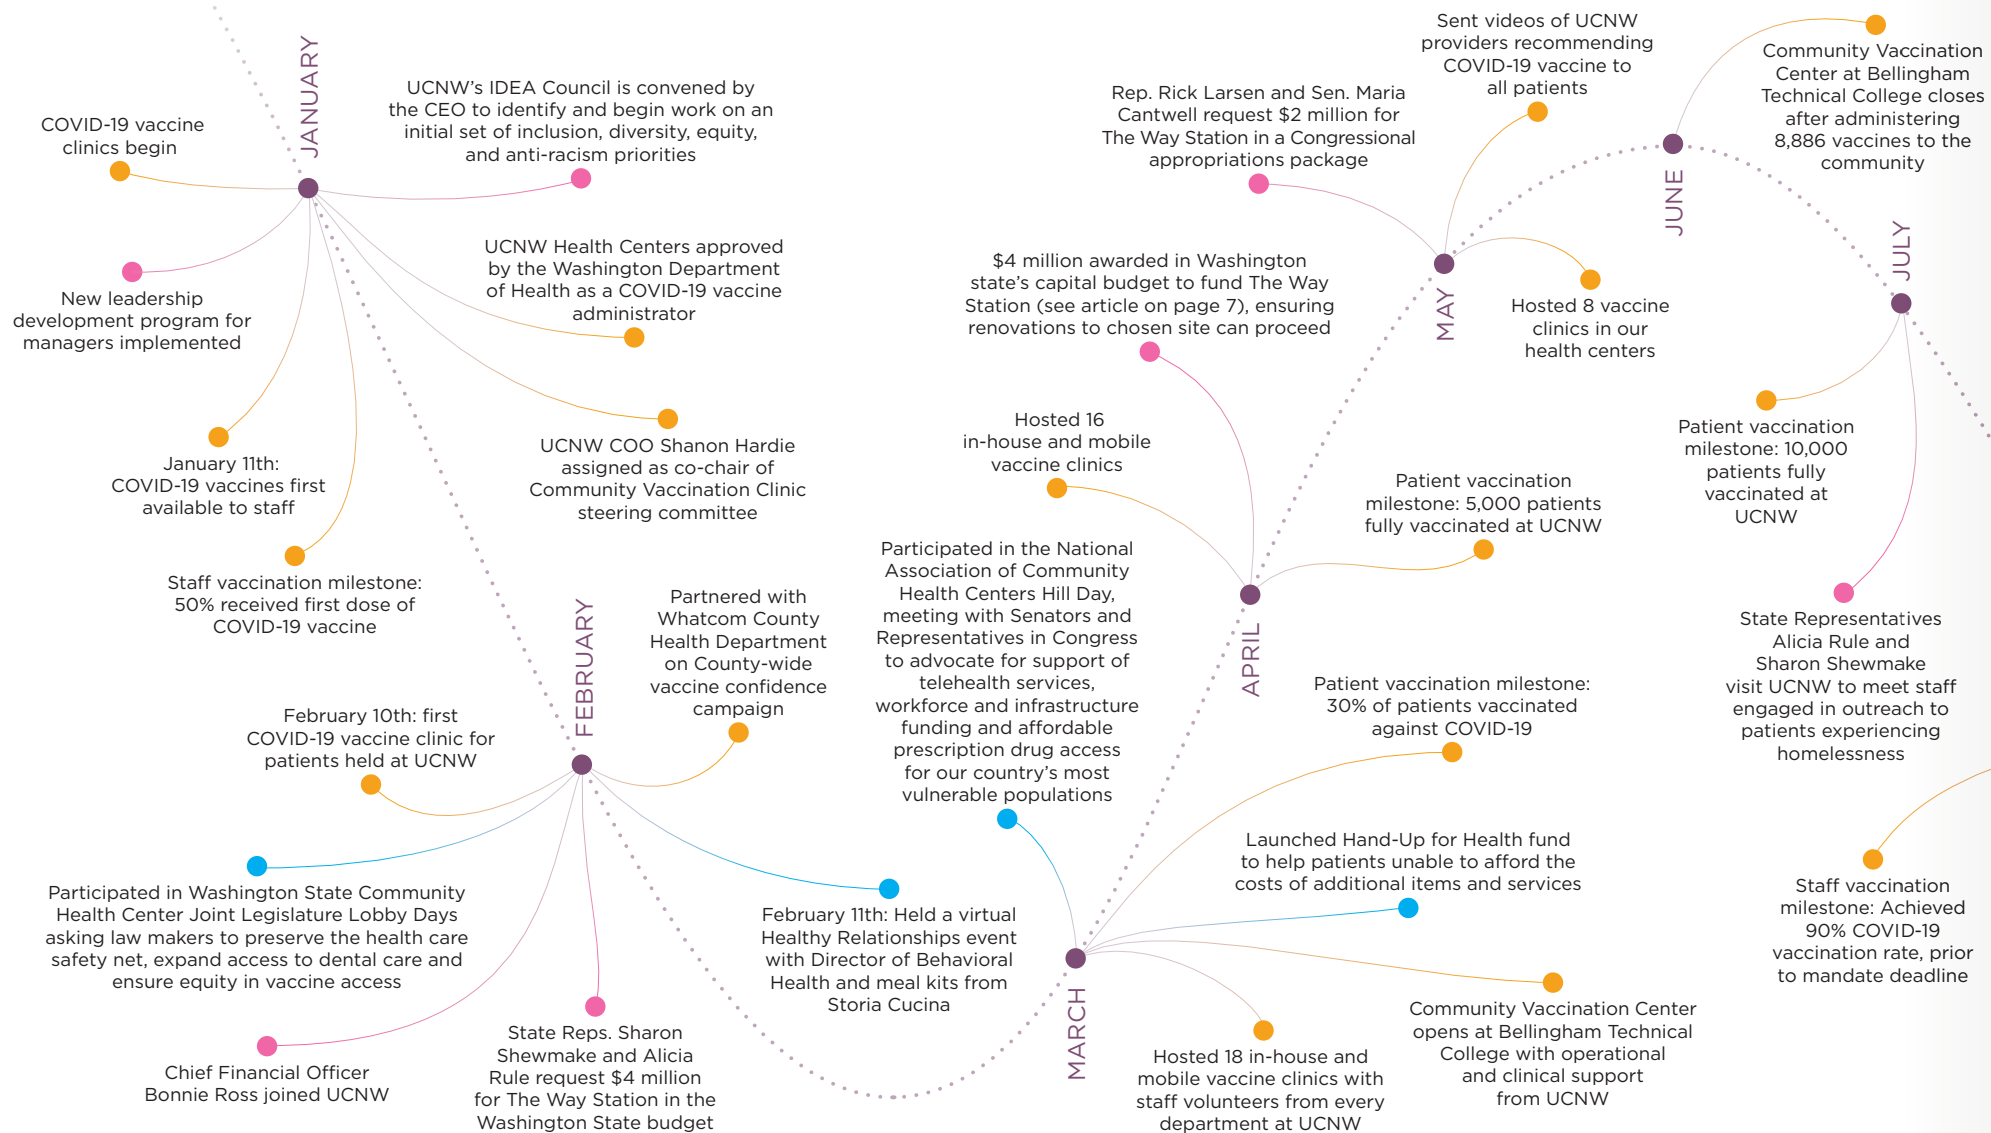 JANUARY
COVID-19 vaccine
clinics begin
UCNW's IDEA Council is convened by
the CEO to identify and begin work on an
initial set of inclusion, diversity, equity,
and anti-racism priorities
New leadership
development program for
managers implemented
UCNW Health Centers approved
by the Washington Department
of Health as a COVID-19 vaccine
administrator
January 11th:
COVID-19 vaccines first
available to staff
UCNW COO Shanon Hardie
assigned as co-chair of
Community Vaccination Clinic
steering committee
Staff vaccination milestone:
50% received first dose of
COVID-19 vaccine
FEBRUARY
Partnered with
Whatcom County
Health Department
on County-wide
vaccine confidence
campaign
February 10th: first
COVID-19 vaccine clinic for
patients held at UCNW
Participated in Washington State Community
Health Center Joint Legislature Lobby Days
asking law makers to preserve the health care
safety net, expand access to dental care and
ensure equity in vaccine access
February 11th: Held a virtual
Healthy Relationships event
with Director of Behavioral
Health and meal kits from
Storia Cucina
Chief Financial Officer
Bonnie Ross joined UCNW
State Reps. Sharon
Shewmake and Alicia
Rule request $4 million
for The Way Station in the
Washington State budget
MARCH
Participated in the National
Association of Community
Health Centers Hill Day,
meeting with Senators and
Representatives in Congress
to advocate for support of
telehealth services,
workforce and infrastructure
funding and affordable
prescription drug access
for our country's most
vulnerable populations
Patient vaccination milestone:
30% of patients vaccinated
against COVID-19
Launched Hand-Up for Health fund
to help patients unable to afford the
costs of additional items and services
Community Vaccination Center
opens at Bellingham Technical
College with operational
and clinical support
from UCNW
Hosted 18 in-house and
mobile vaccine clinics with
staff volunteers from every
department at UCNW
APRIL
$4 million awarded in Washington
state's capital budget to fund The Way
Station (see article on page 7), ensuring
renovations to chosen site can proceed
Hosted 16
in-house and mobile
vaccine clinics
Patient vaccination
milestone: 5,000 patients
fully vaccinated at UCNW
MAY
Rep. Rick Larsen and Sen. Maria
Cantwell request $2 million for
The Way Station in a Congressional
appropriations package
Sent videos of UCNW
providers recommending
COVID-19 vaccine to
all patients
Hosted 8 vaccine
clinics in our
health centers
JUNE
Community Vaccination
Center at Bellingham
Technical College closes
after administering
8,886 vaccines to the
community
JULY
Patient vaccination
milestone: 10,000
patients fully
vaccinated at
UCNW
State Representatives
Alicia Rule and
Sharon Shewmake
visit UCNW to meet staff
engaged in outreach to
patients experiencing
homelessness
Staff vaccination
milestone: Achieved
90% COVID-19
vaccination rate, prior
to mandate deadline